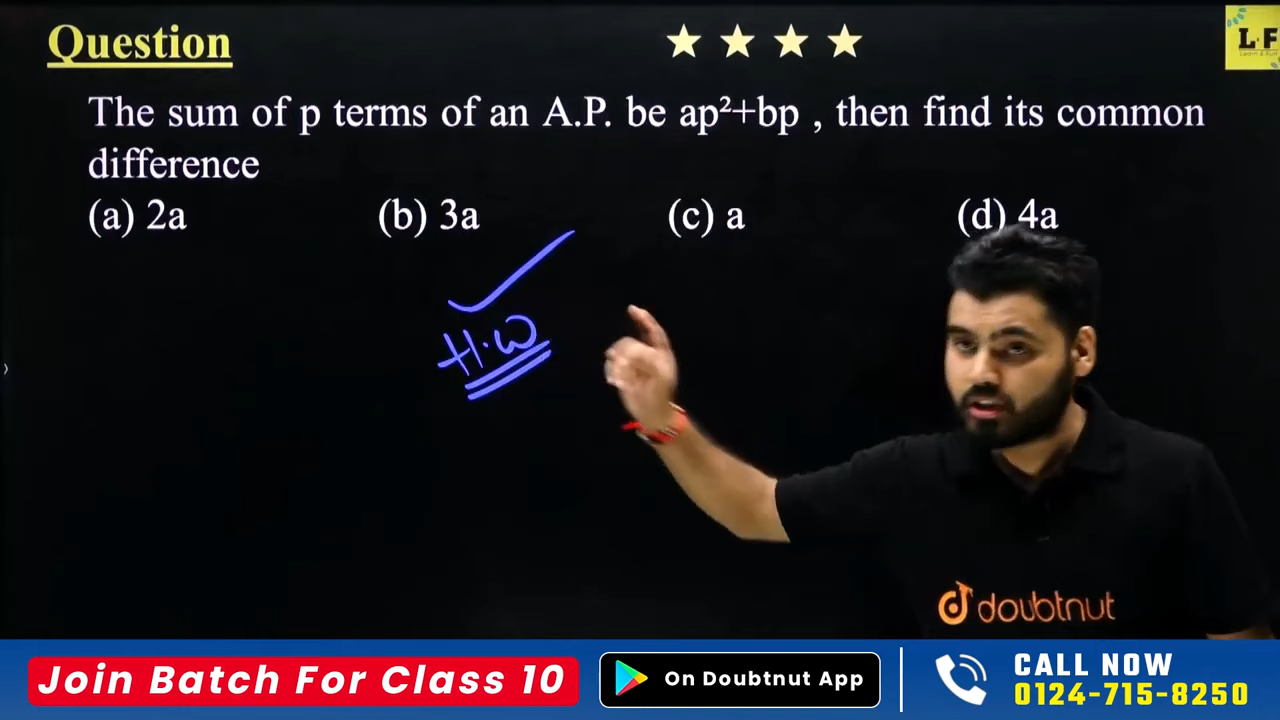 Question
L·F
The sum of p terms of an A.P. be ap²+bp , then find its common
difference
(a) 2a (b) 3a (c) a (d) 4a
H.W
doubtnut
Join Batch For Class 10
On Doubtnut App
CALL NOW
0124-715-8250